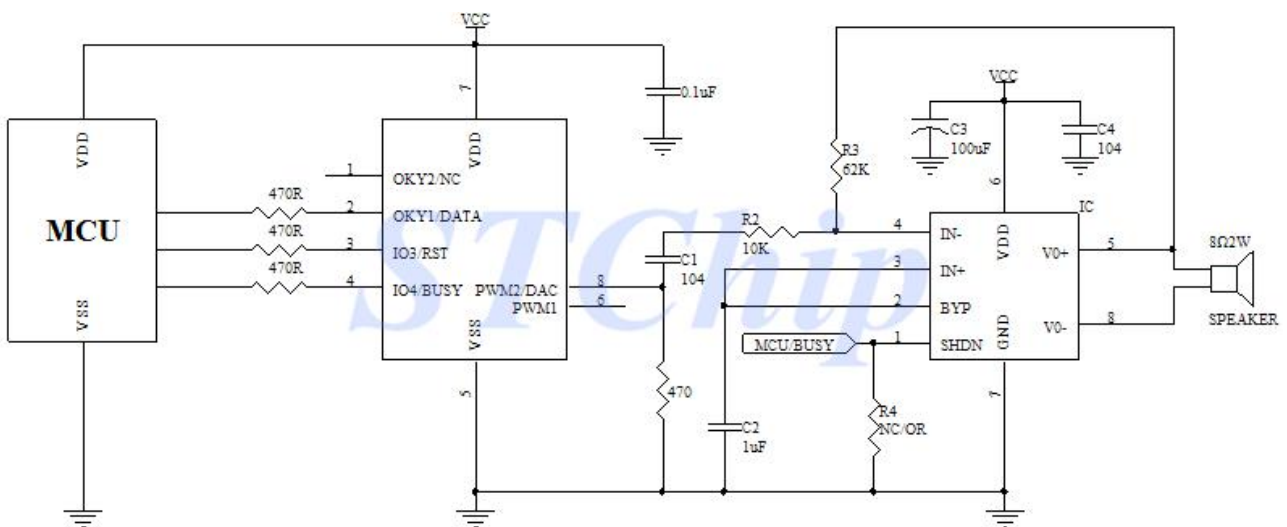 VCC
7
0.1uF
VDD
MCU
VSS
470R
470R
470R
VDD
1
OKY2/NC
2
OKY1/DATA
3
IO3/RST
4
IO4/BUSY
PWM2/DAC
8
PWM1
6
VSS
5
STChip
C1
104
470
R2
10K
R3
62K
VCC
C3
100uF
C4
104
6
IC
4
IN-
VDD
3
IN+
2
BYP
1
SHDN
GND
7
V0+
5
V0-
8
8Ω2W
SPEAKER
MCU/BUSY
C2
1uF
R4
NC/OR